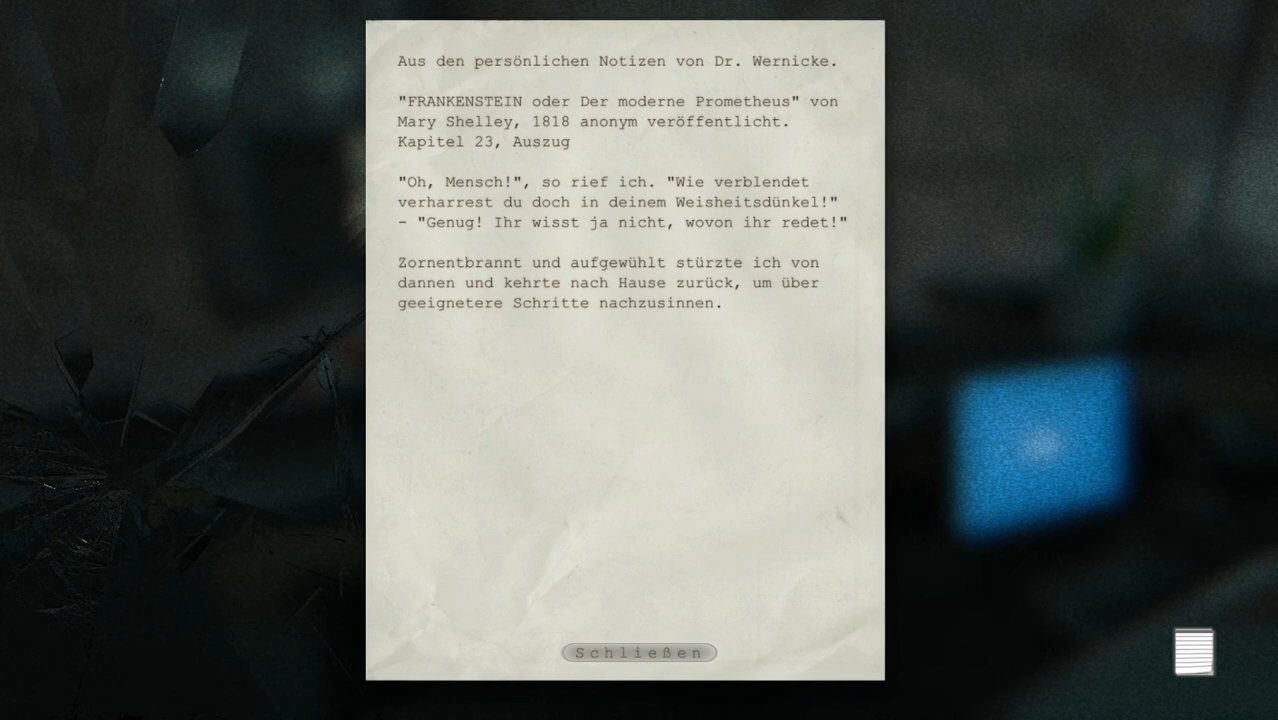 Aus den persönlichen Notizen von Dr. Wernicke.
"FRANKENSTEIN oder Der moderne Prometheus" von
Mary Shelley, 1818 anonym veröffentlicht.
Kapitel 23, Auszug
"Oh, Mensch!", so rief ich. "Wie verblendet
verharrest du doch in deinem Weisheitsdünkel!"
- "Genug! Ihr wisst ja nicht, wovon ihr redet!"
Zornentbrannt und aufgewühlt stürzte ich von
dannen und kehrte nach Hause zurück, um über
geeignetere Schritte nachzusinnen.
Schließen